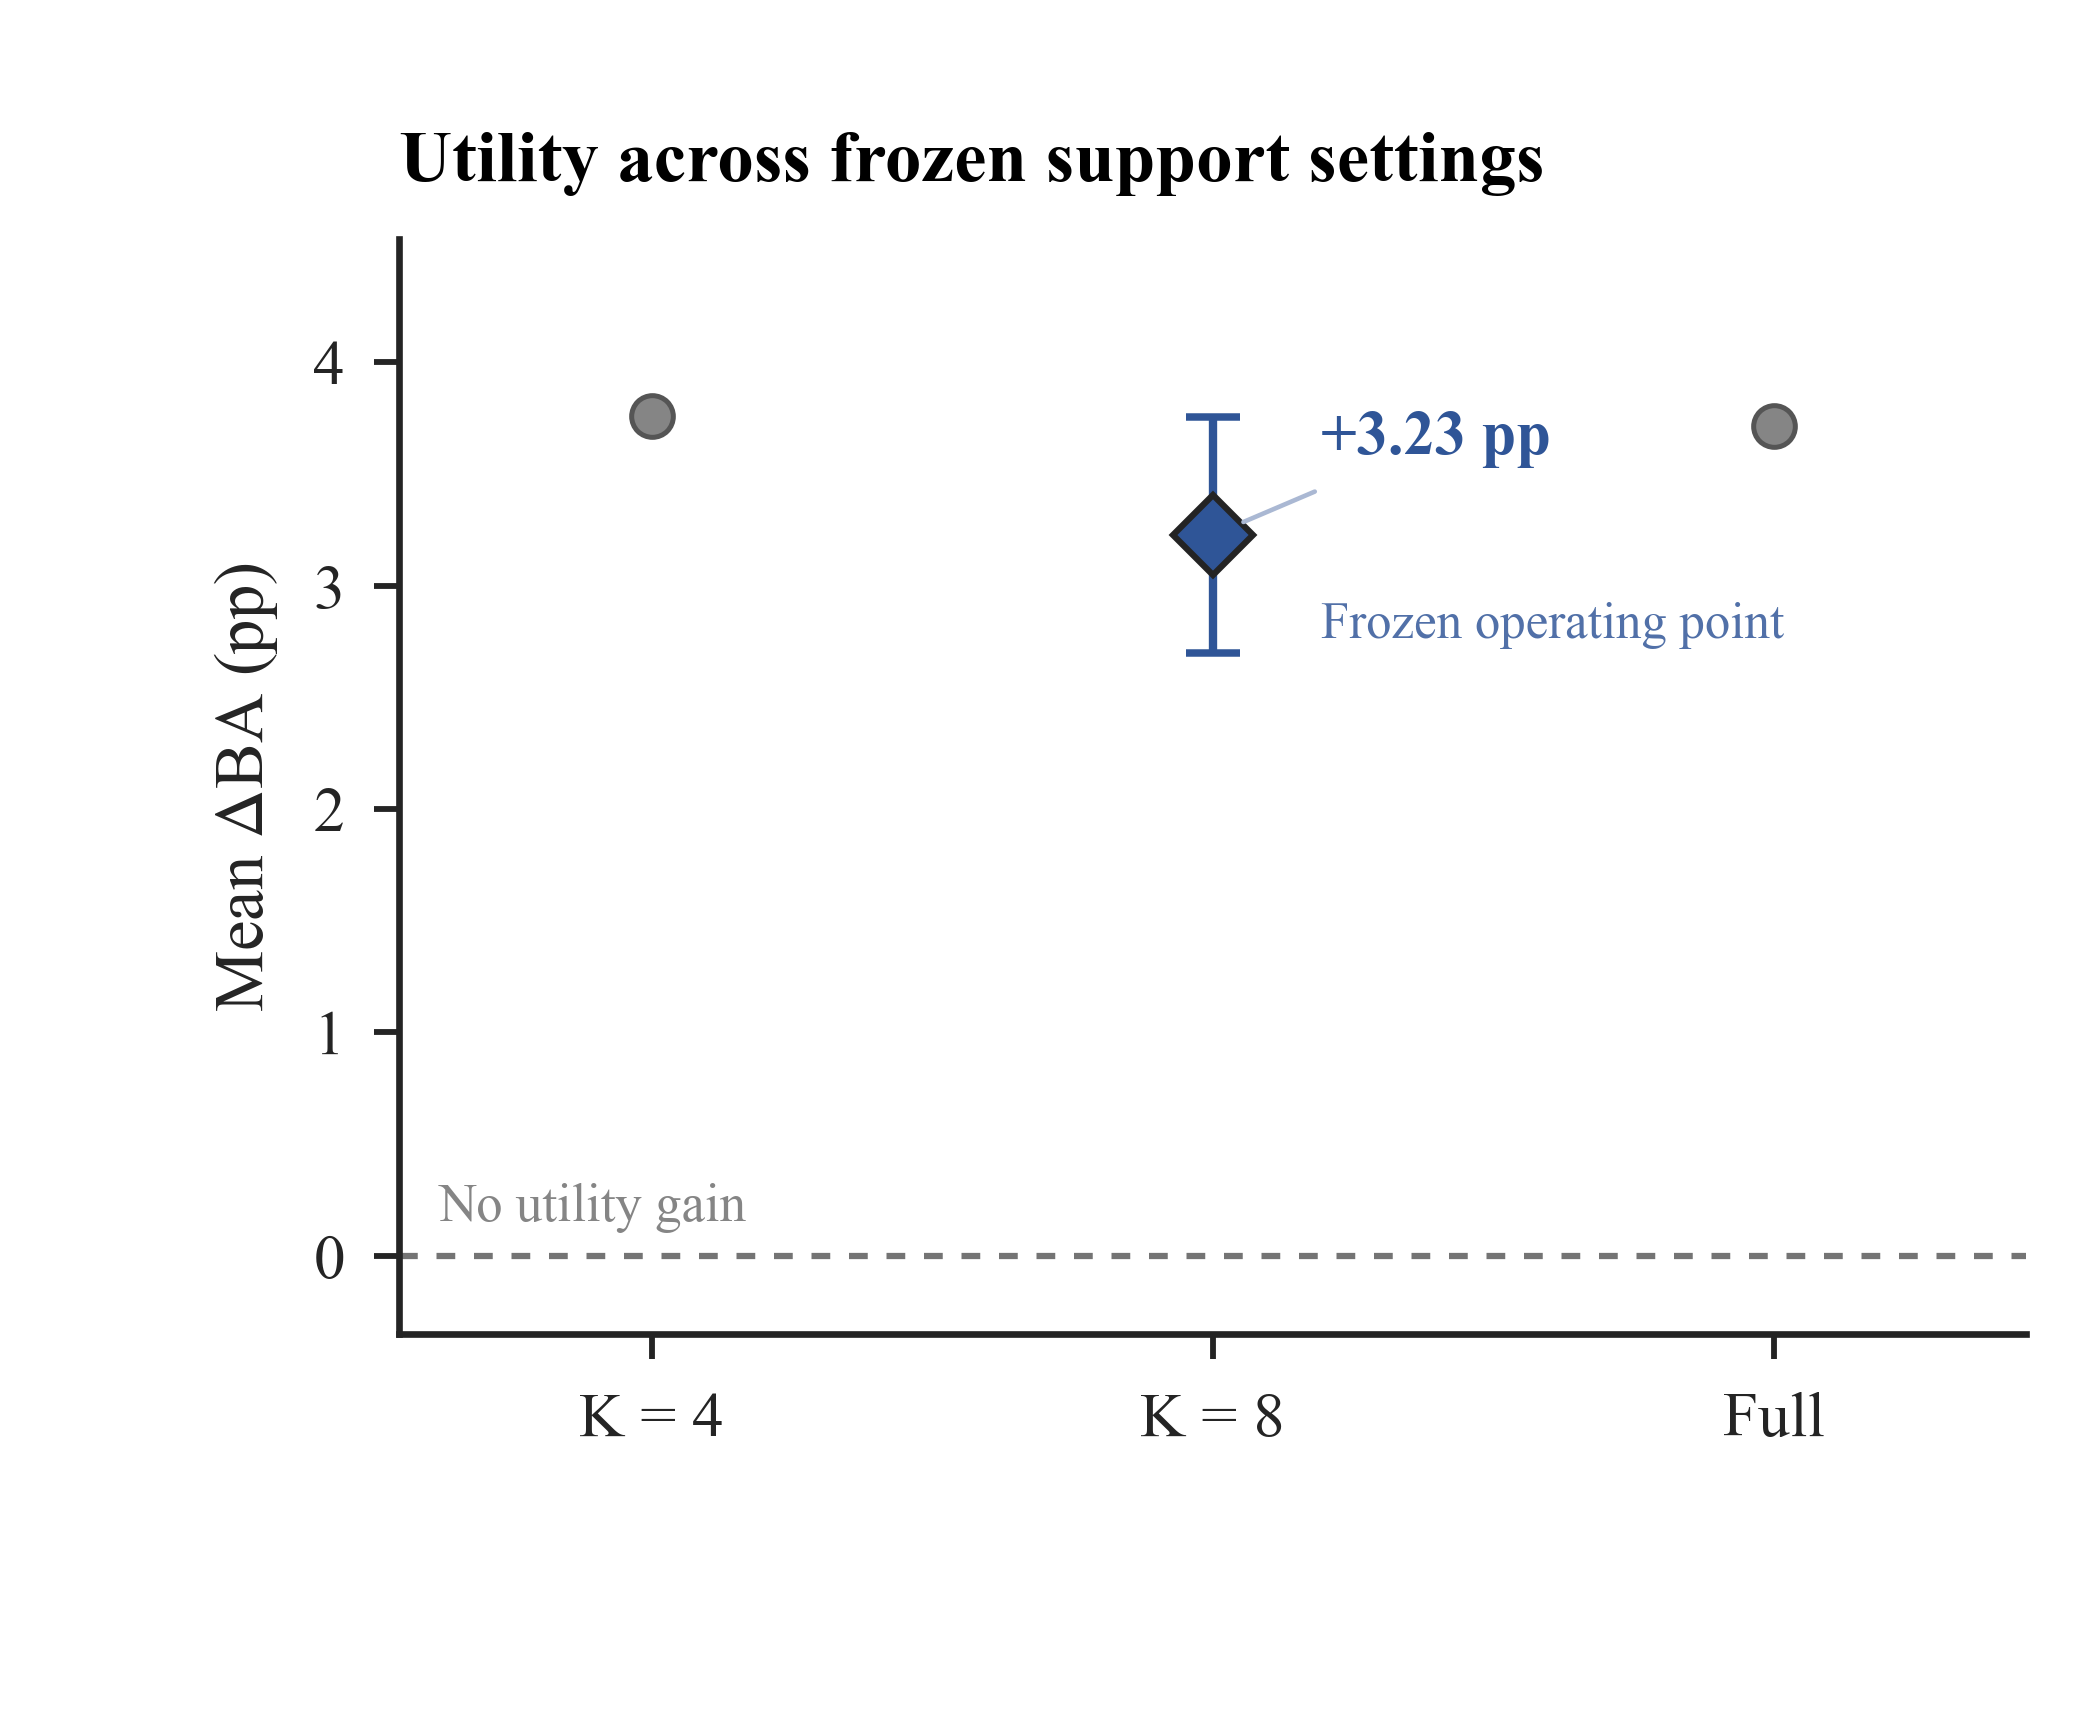 Utility across frozen support settings
Mean ΔBA (pp)
4
3
2
1
0
+3.23 pp
Frozen operating point
No utility gain
K = 4
K = 8
Full